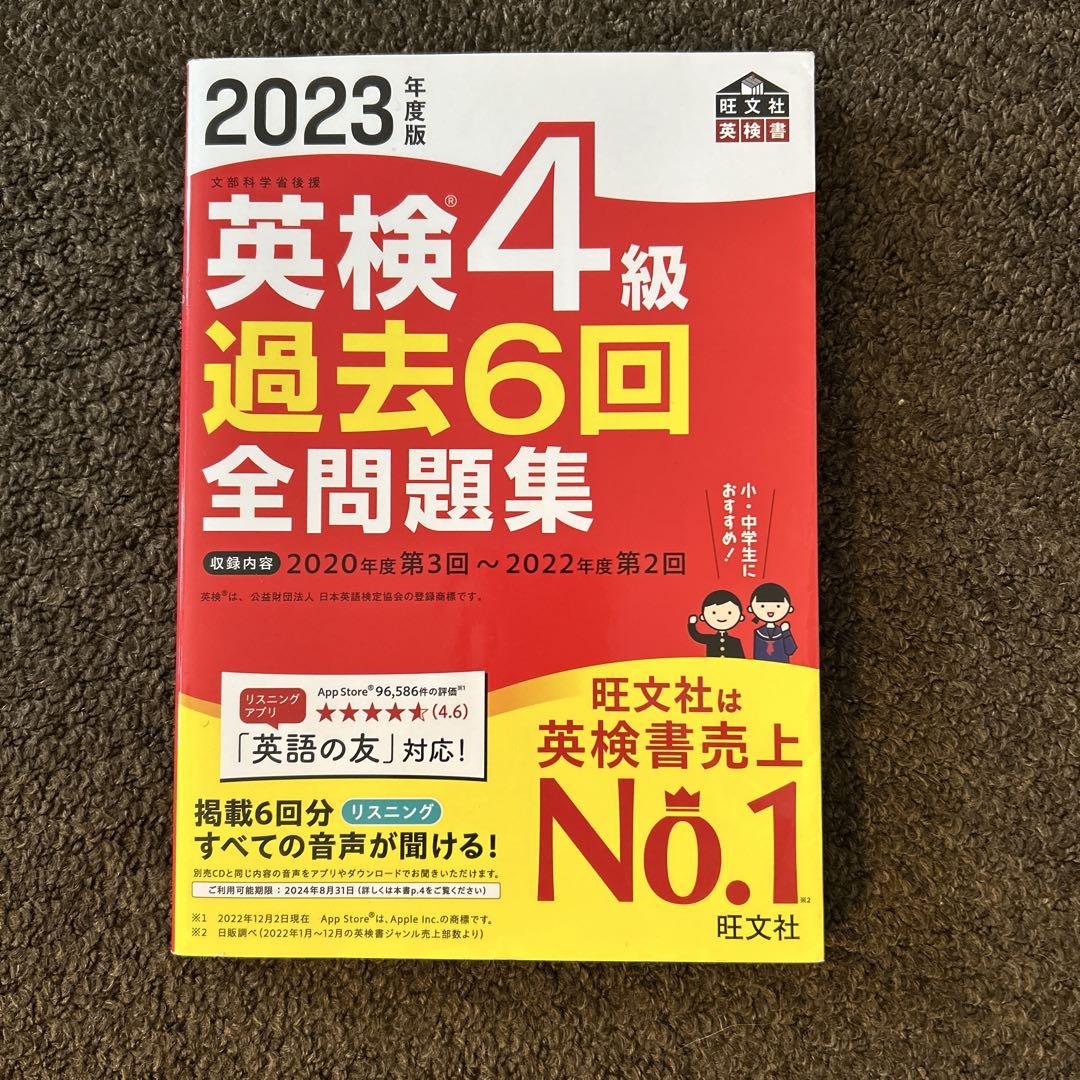 2023年度版
旺文社
英検書
文部科学省後援
英検®4級
過去6回
全問題集
収録内容 2020年度第3回～2022年度第2回
英検®は、公益財団法人 日本英語検定協会の登録商標です。
小・中学生に
おすすめ!
リスニング
アプリ
App Store® 96,586件の評価※1
★★★★⯪(4.6)
「英語の友」対応!
旺文社は
英検書売上
No.1
※2
掲載6回分 リスニング
すべての音声が聞ける!
別売CDと同じ内容の音声をアプリやダウンロードでお聞きいただけます。
ご利用可能期限：2024年8月31日（詳しくは本書p.4をご覧ください）
※1 2022年12月2日現在 App Store®は、Apple Inc.の商標です。
※2 日販調べ（2022年1月～12月の英検書ジャンル売上部数より）
旺文社